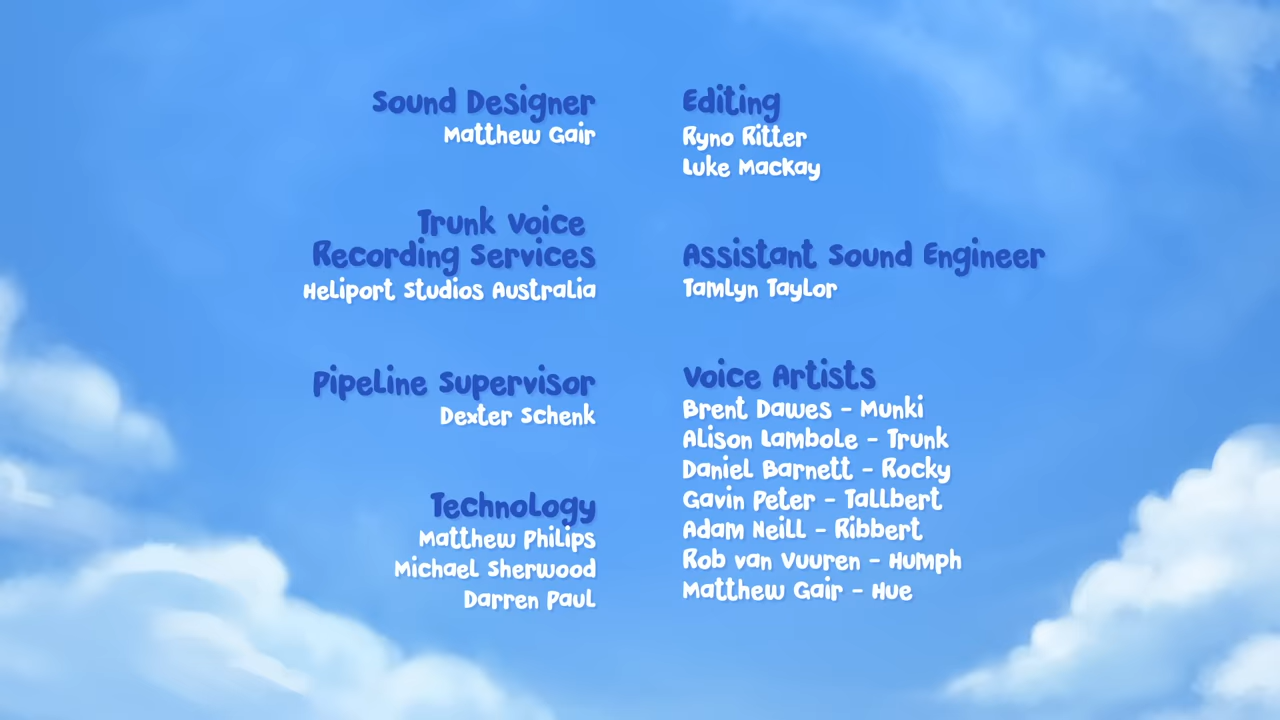 Sound Designer
Matthew Gair
Trunk Voice
Recording Services
Heliport Studios Australia
Pipeline Supervisor
Dexter Schenk
Technology
Matthew Philips
Michael Sherwood
Darren Paul
Editing
Ryno Ritter
Luke MacKay
Assistant Sound Engineer
Tamlyn Taylor
Voice Artists
Brent Dawes - Munki
Alison Lambole - Trunk
Daniel Barnett - Rocky
Gavin Peter - Tallbert
Adam Neill - Ribbert
Rob van Vuuren - Humph
Matthew Gair - Hue